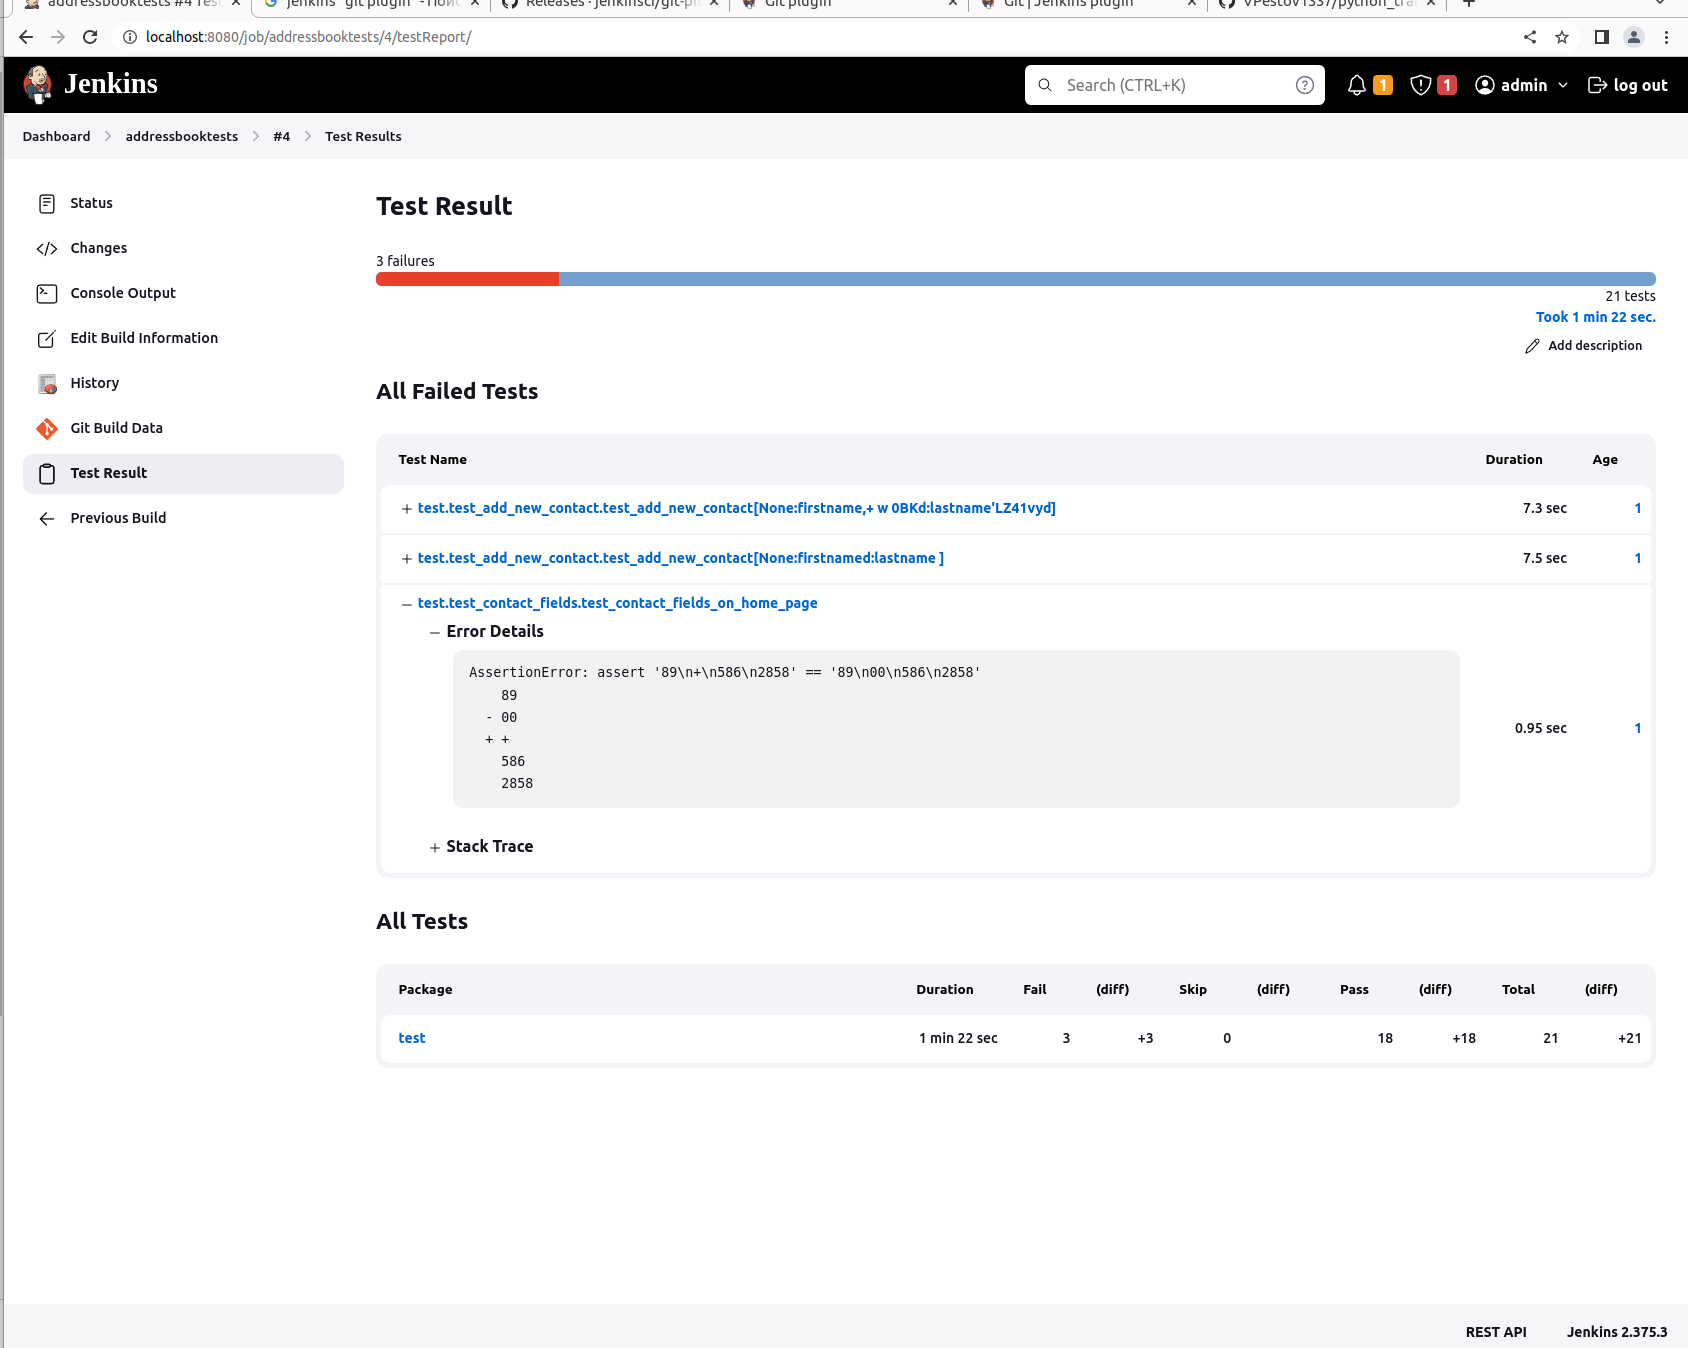 addressbooktests #4 Test
jenkins "git plugin" - Поис
Releases · jenkinsci/git-pl
Git plugin
Git | Jenkins plugin
VPestov1337/python_tra
localhost:8080/job/addressbooktests/4/testReport/
Jenkins
Search (CTRL+K)
1
1
admin
log out
Dashboard
addressbooktests
#4
Test Results
Status
Changes
Console Output
Edit Build Information
History
Git Build Data
Test Result
Previous Build
Test Result
3 failures
21 tests
Took 1 min 22 sec.
Add description
All Failed Tests
Test Name Duration Age
test.test_add_new_contact.test_add_new_contact[None:firstname,+ w 0BKd:lastname'LZ41vyd] 7.3 sec 1
test.test_add_new_contact.test_add_new_contact[None:firstnamed:lastname ] 7.5 sec 1
test.test_contact_fields.test_contact_fields_on_home_page
Error Details
AssertionError: assert '89\n+\n586\n2858' == '89\n00\n586\n2858'
89
- 00
+ +
586
2858
0.95 sec 1
Stack Trace
All Tests
Package Duration Fail (diff) Skip (diff) Pass (diff) Total (diff)
test 1 min 22 sec 3 +3 0 18 +18 21 +21
REST API Jenkins 2.375.3